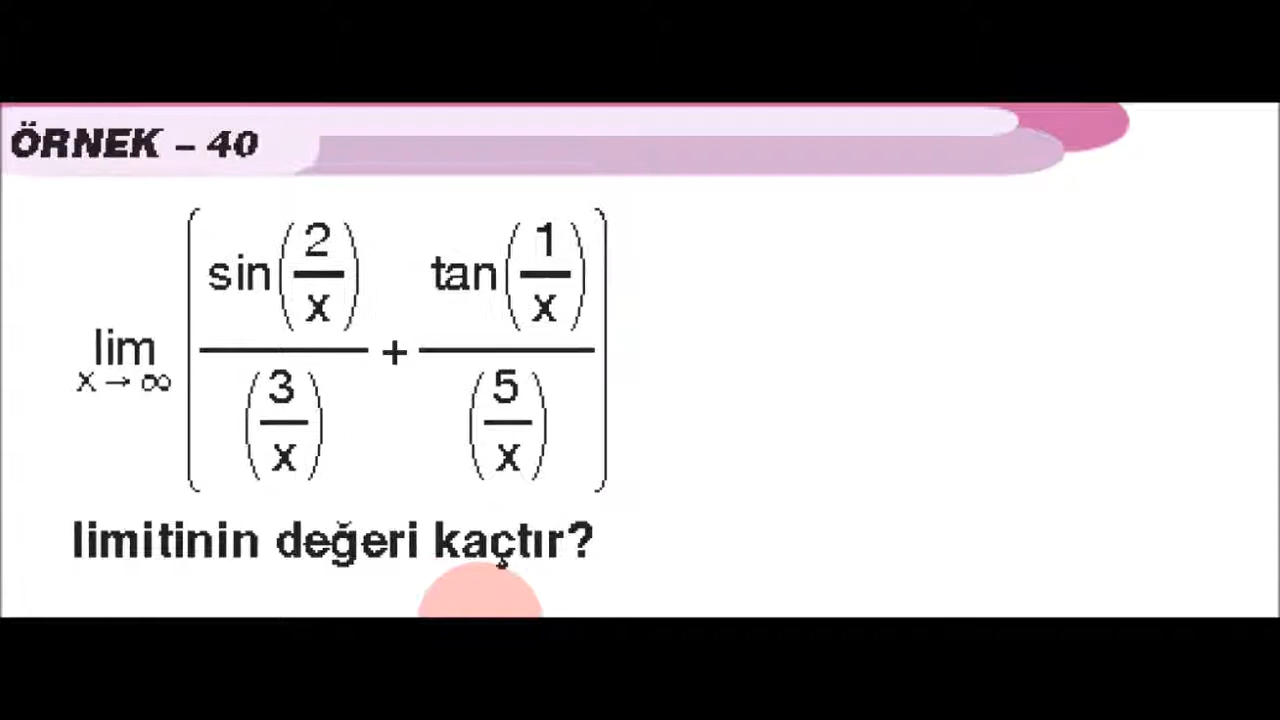 ÖRNEK – 40
lim x → ∞ [ sin(2/x) / (3/x) + tan(1/x) / (5/x) ]
limitinin değeri kaçtır?